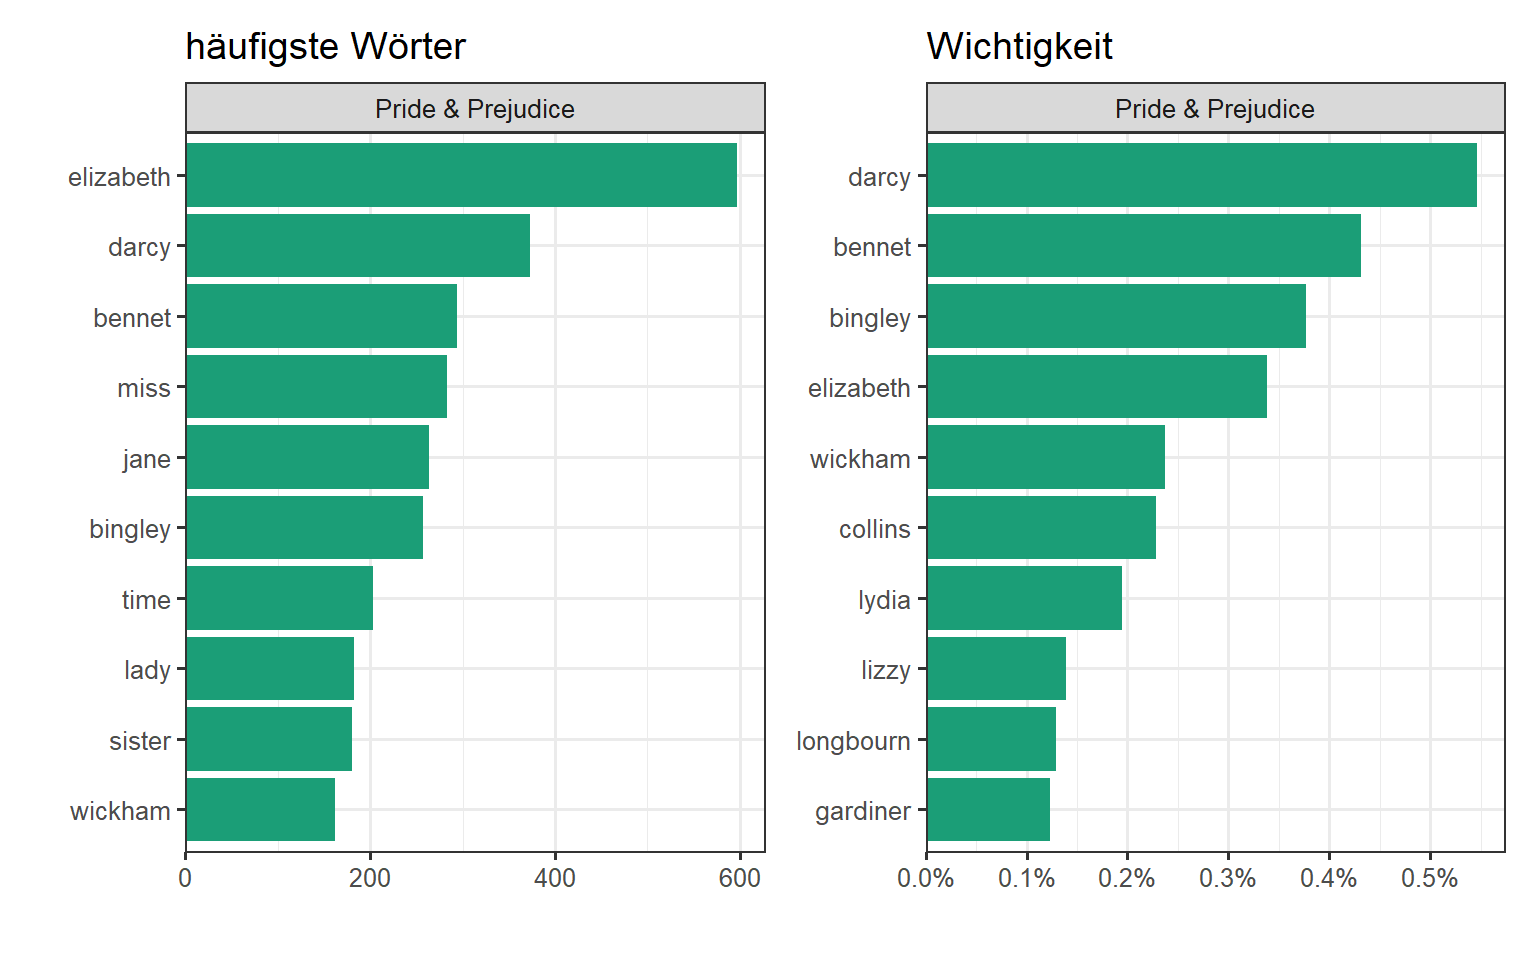 häufigste Wörter
Pride & Prejudice
elizabeth
darcy
bennet
miss
jane
bingley
time
lady
sister
wickham
0 200 400 600
Wichtigkeit
Pride & Prejudice
darcy
bennet
bingley
elizabeth
wickham
collins
lydia
lizzy
longbourn
gardiner
0.0% 0.1% 0.2% 0.3% 0.4% 0.5%